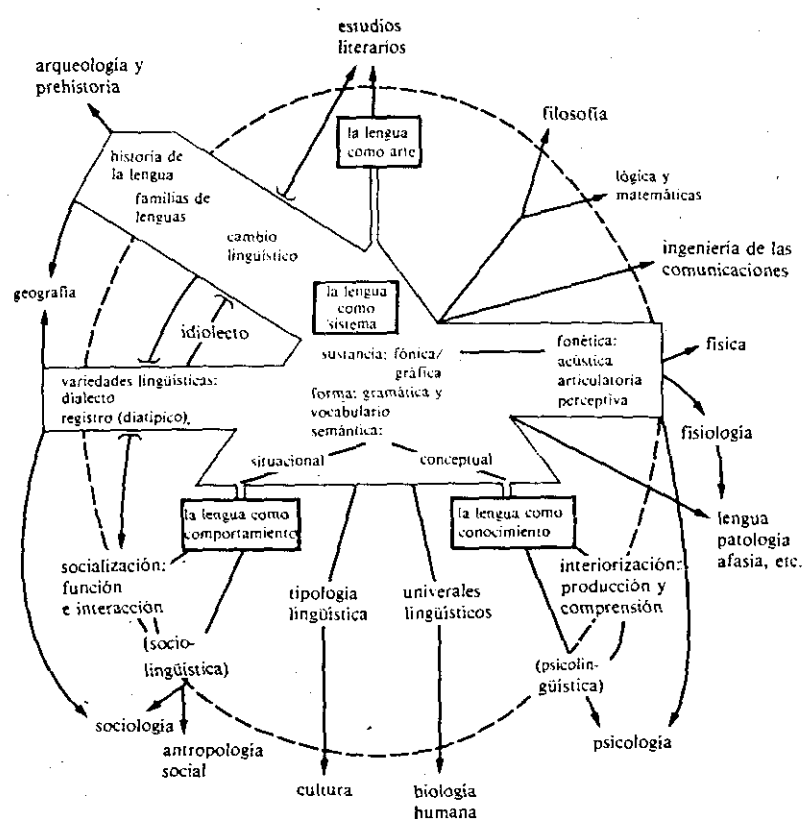 estudios
literarios
arqueología y
prehistoria
filosofía
la lengua
como arte
historia de
la lengua
familias de
lenguas
lógica y
matemáticas
cambio
lingüístico
ingeniería de las
comunicaciones
geografía
la lengua
como
sistema
idiolecto
sustancia: fónica/
gráfica
fonética:
acústica
articulatoria
perceptiva
física
variedades lingüísticas:
dialecto
registro (diatípico),
forma: gramática y
vocabulario
semántica:
fisiología
situacional
conceptual
la lengua como
comportamiento
la lengua como
conocimiento
lengua
patología
afasia, etc.
socialización:
función
e interacción
tipología
lingüística
univerales
lingüísticos
interiorización:
producción y
comprensión
(socio-
lingüística)
(psicolin-
güística)
sociología
antropología
social
psicología
cultura
biología
humana